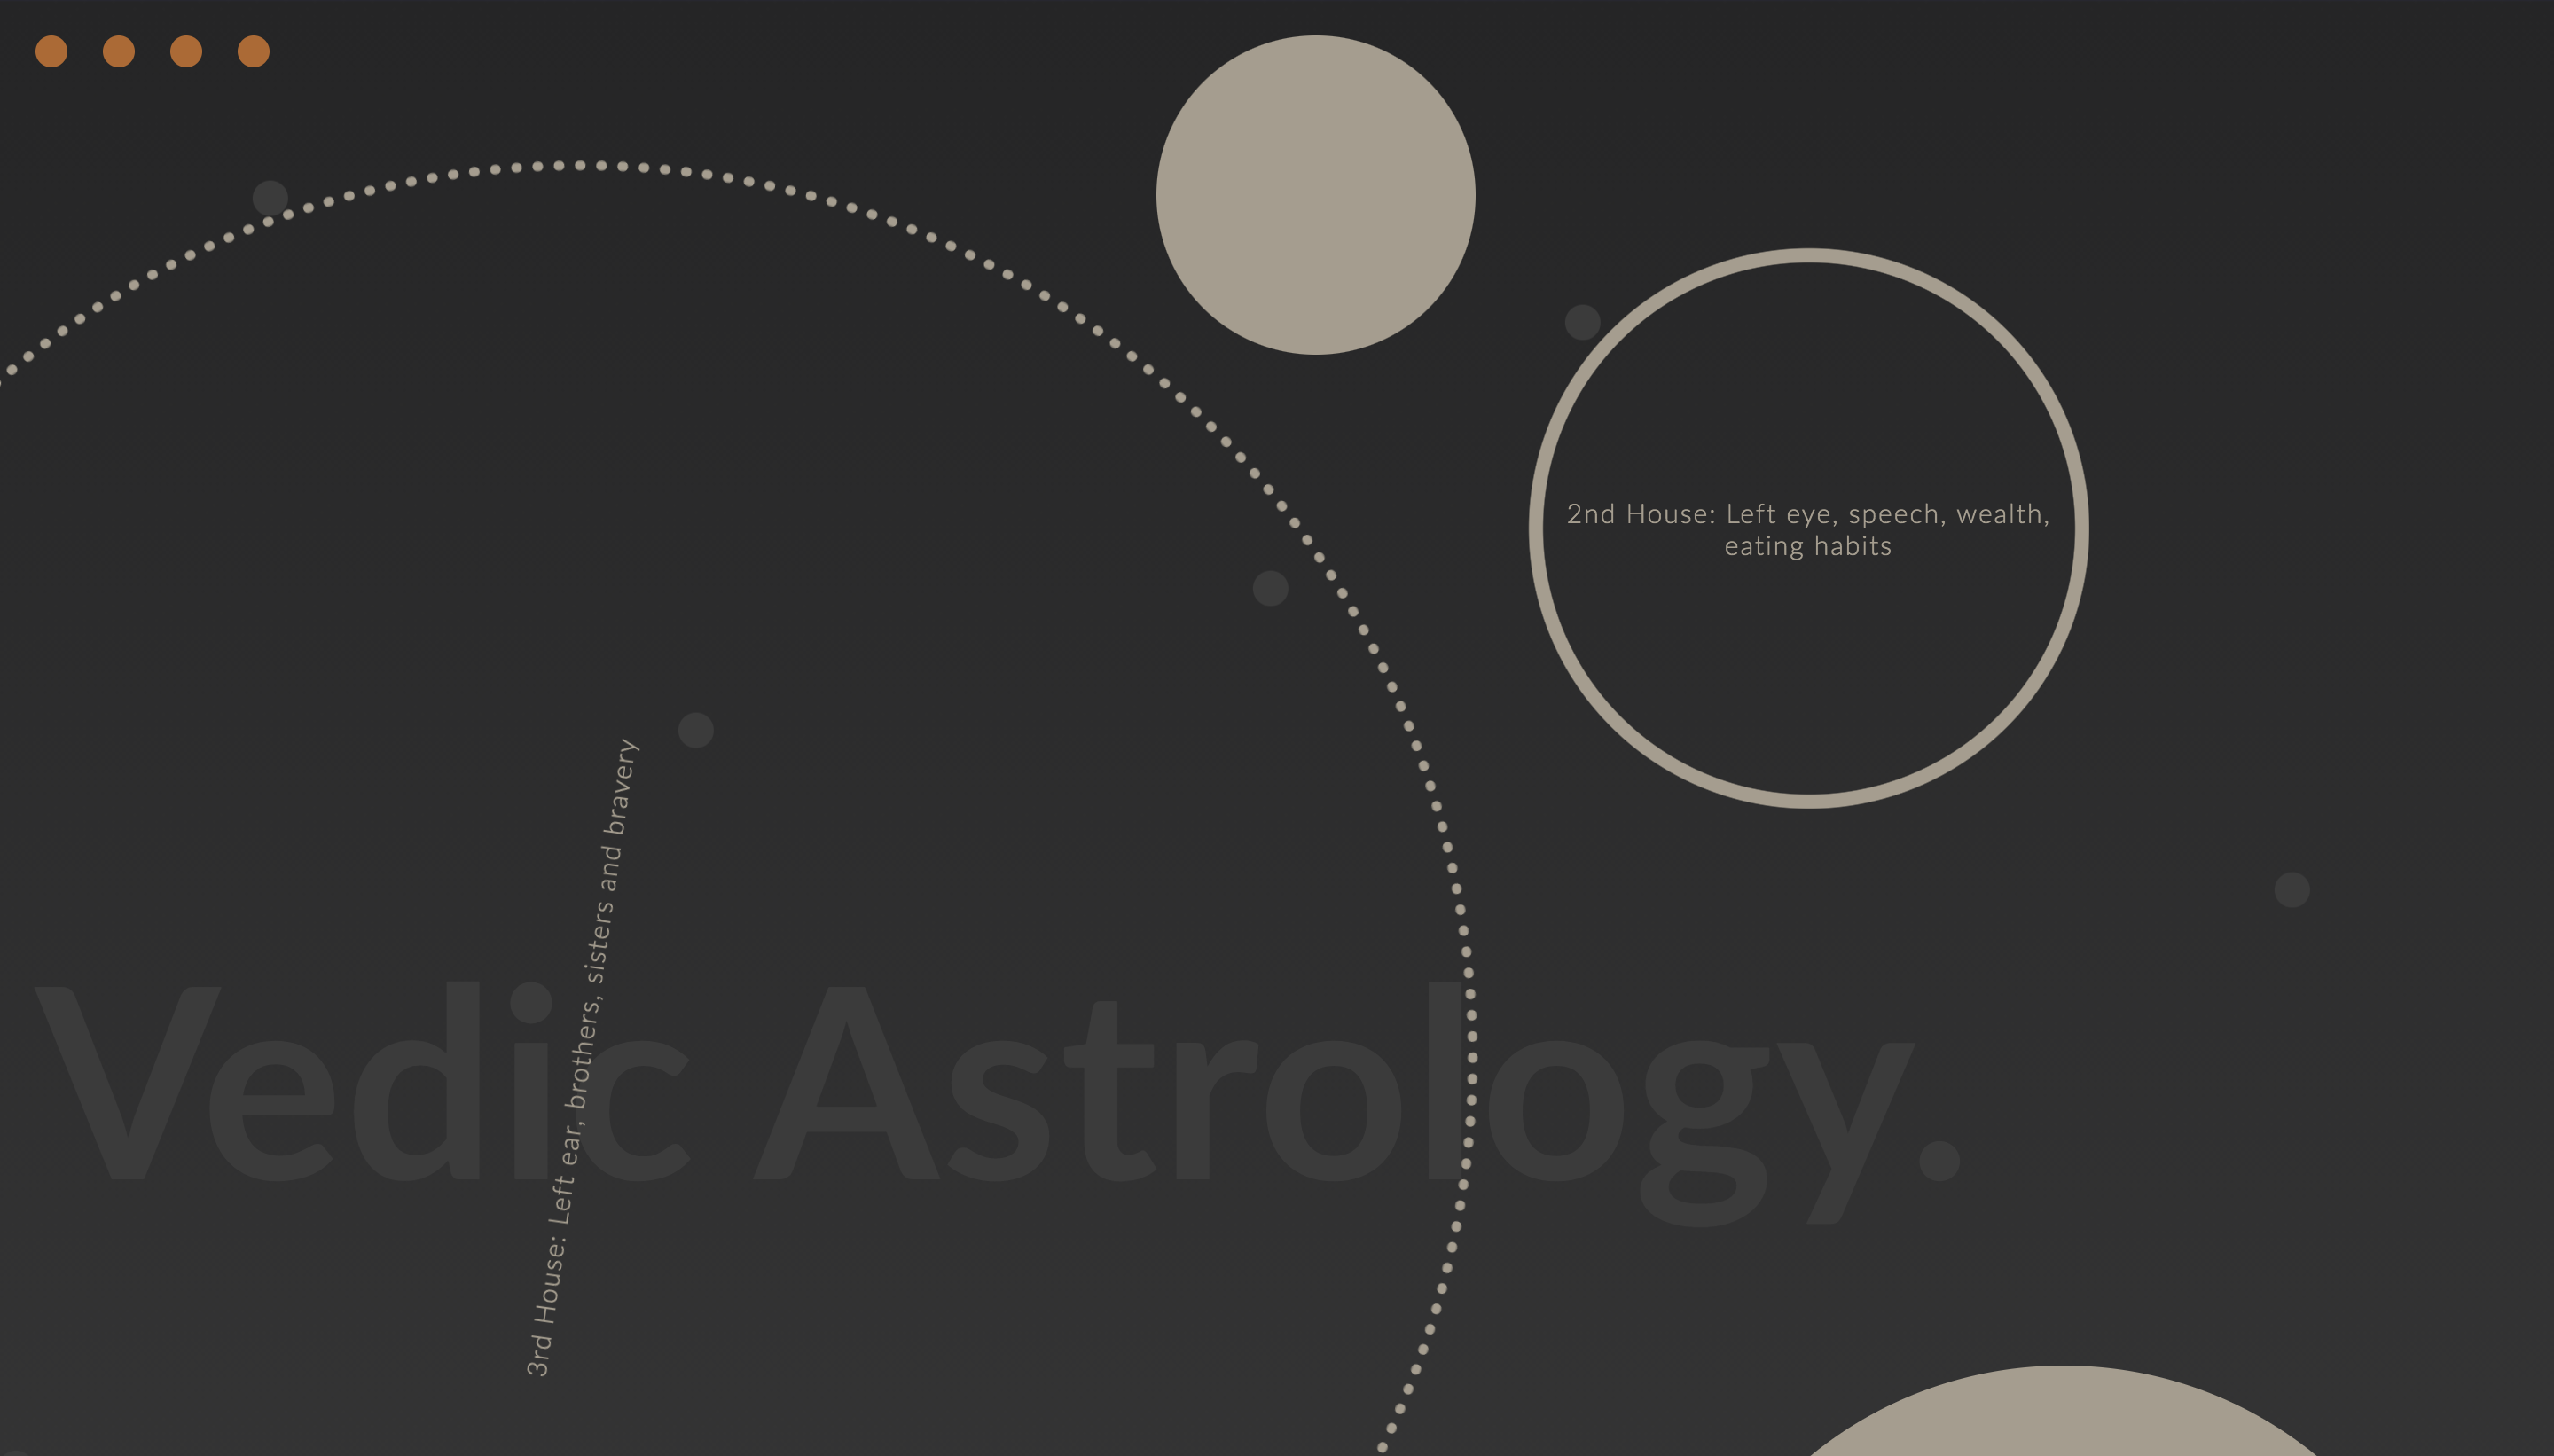 2nd House: Left eye, speech, wealth,
eating habits
3rd House: Left ear, brothers, sisters and bravery
Vedic Astrology.